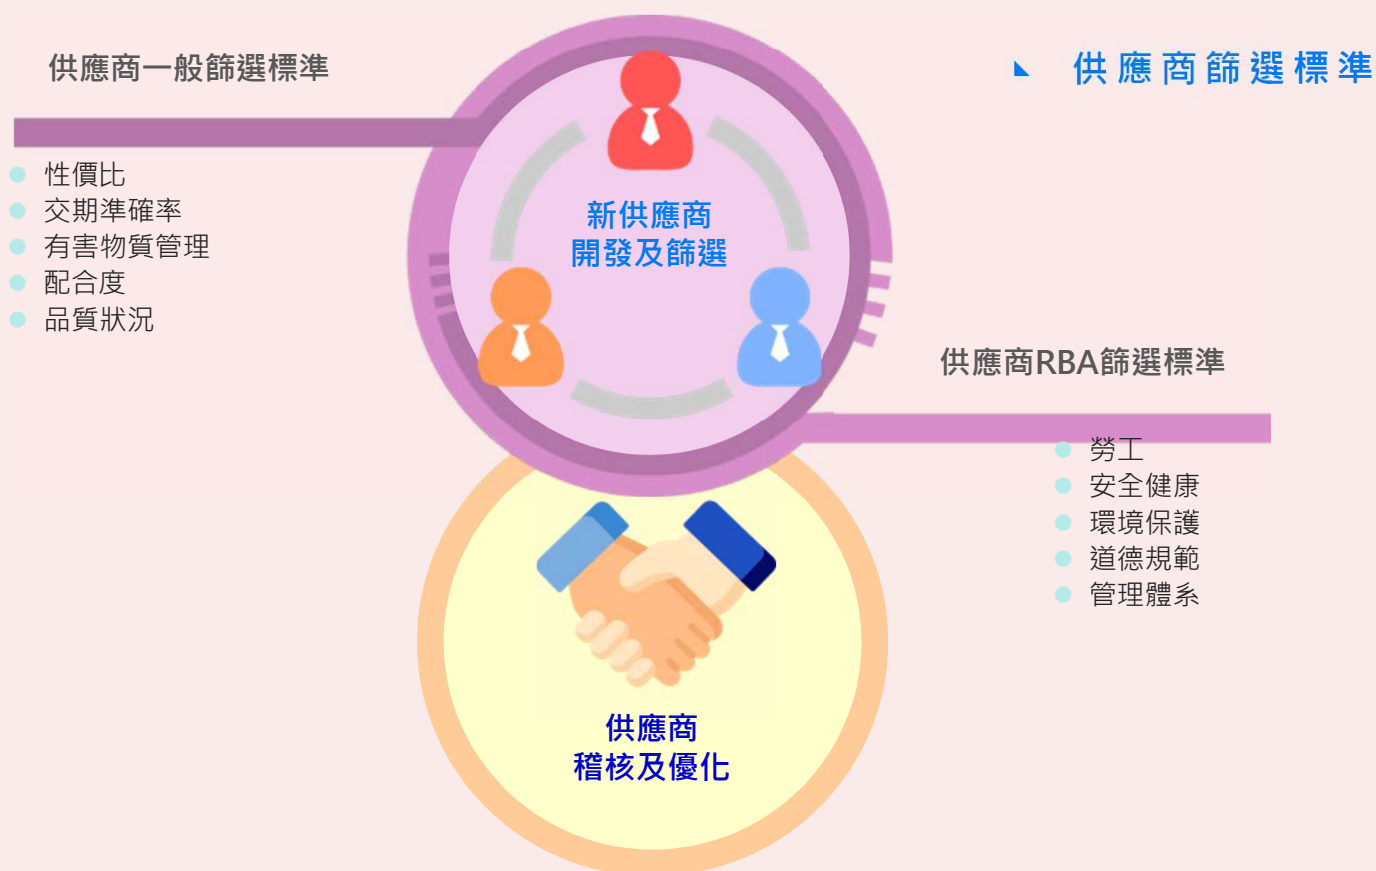 供應商篩選標準
供應商一般篩選標準
性價比
交期準確率
有害物質管理
配合度
品質狀況
新供應商
開發及篩選
供應商RBA篩選標準
勞工
安全健康
環境保護
道德規範
管理體系
供應商
稽核及優化